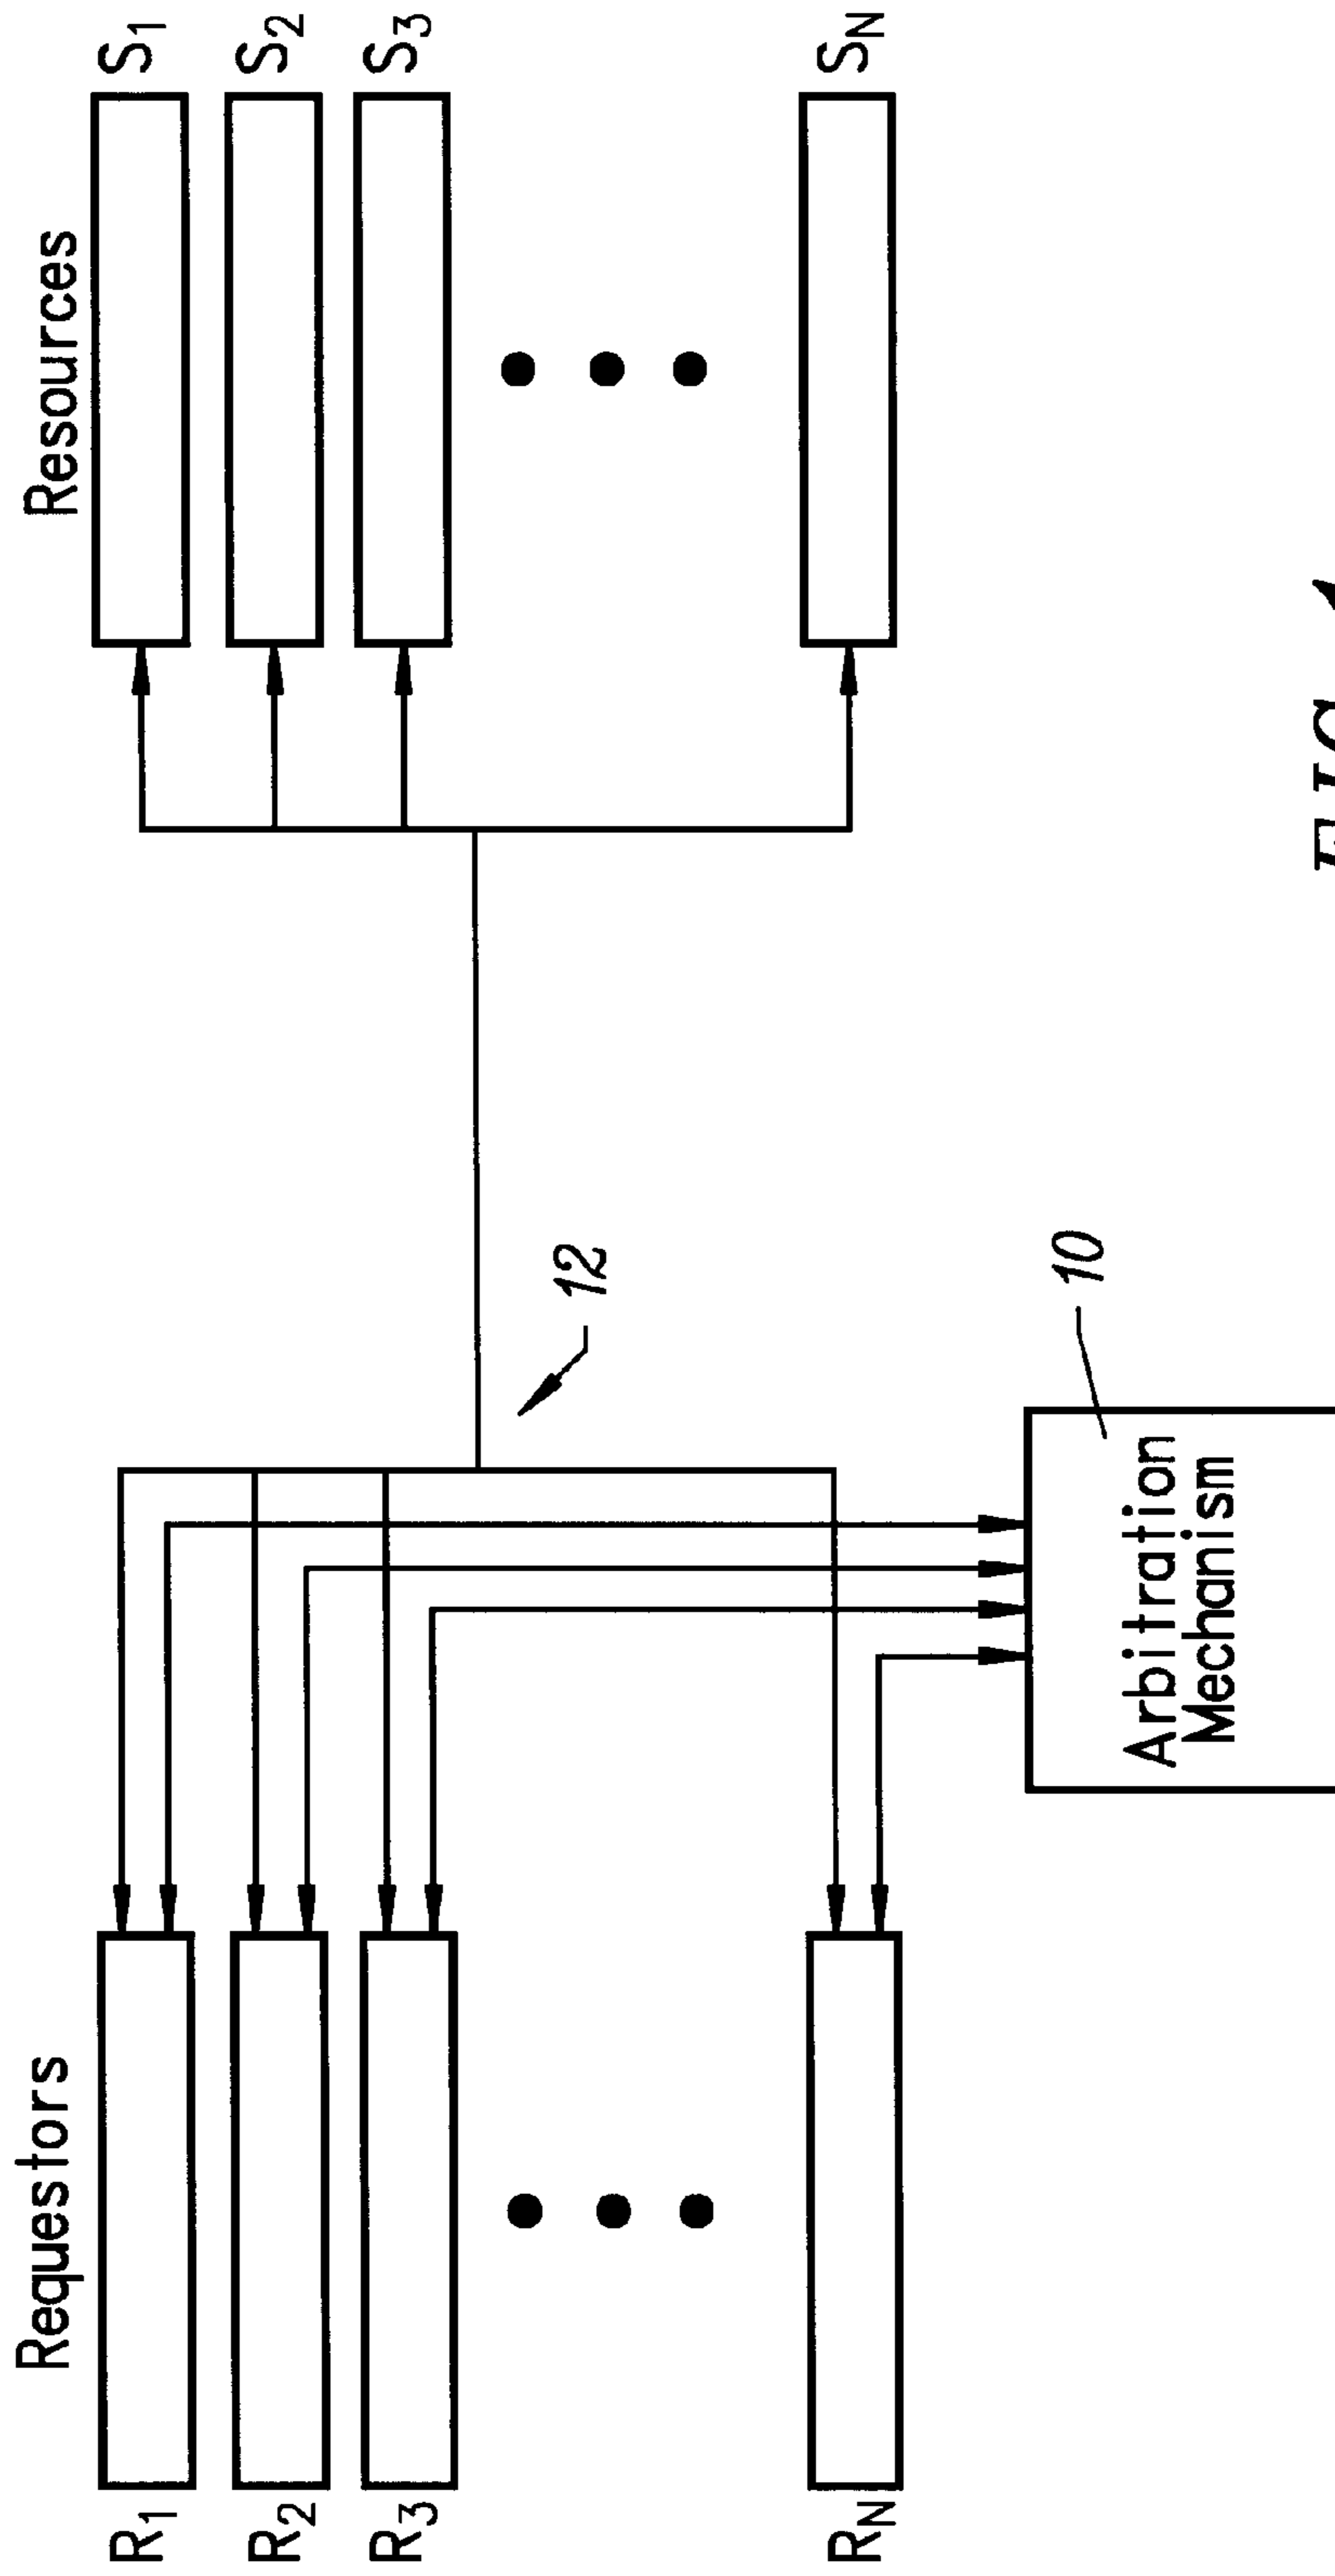 Requestors
R1
R2
R3
RN
Resources
S1
S2
S3
SN
12
10
Arbitration
Mechanism